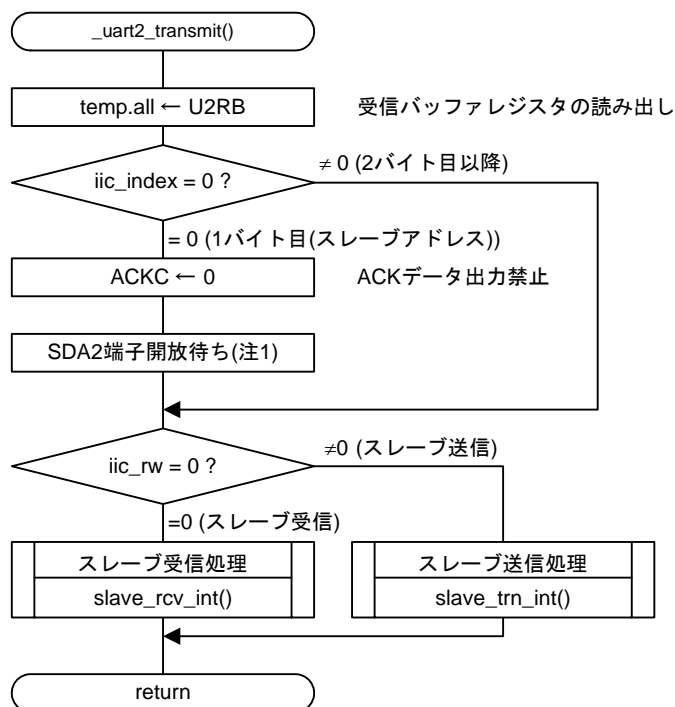 _uart2_transmit()
temp.all ← U2RB
受信バッファレジスタの読み出し
≠ 0 (2バイト目以降)
iic_index = 0 ?
= 0 (1バイト目(スレーブアドレス))
ACKC ← 0
ACKデータ出力禁止
SDA2端子開放待ち(注1)
≠0 (スレーブ送信)
iic_rw = 0 ?
=0 (スレーブ受信)
スレーブ受信処理
slave_rcv_int()
スレーブ送信処理
slave_trn_int()
return